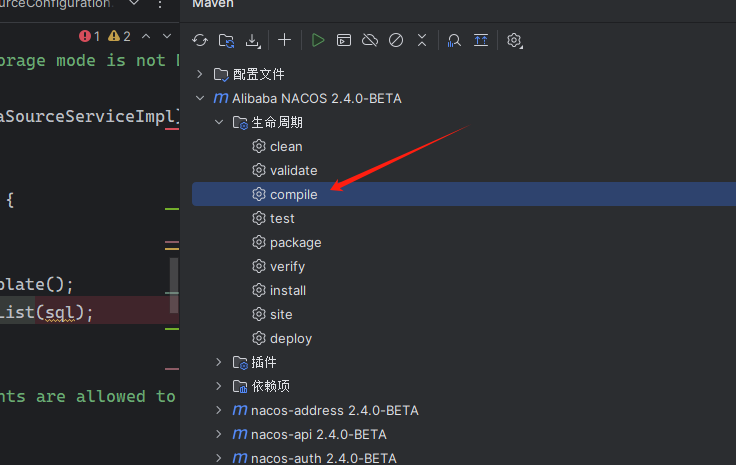 ourceConfiguration.
1 2
orage mode is not
aSourceServiceImpl
{
plate();
List(sql);
nts are allowed to
Maven
配置文件
m Alibaba NACOS 2.4.0-BETA
生命周期
clean
validate
compile
test
package
verify
install
site
deploy
插件
依赖项
m nacos-address 2.4.0-BETA
m nacos-api 2.4.0-BETA
m nacos-auth 2.4.0-BETA